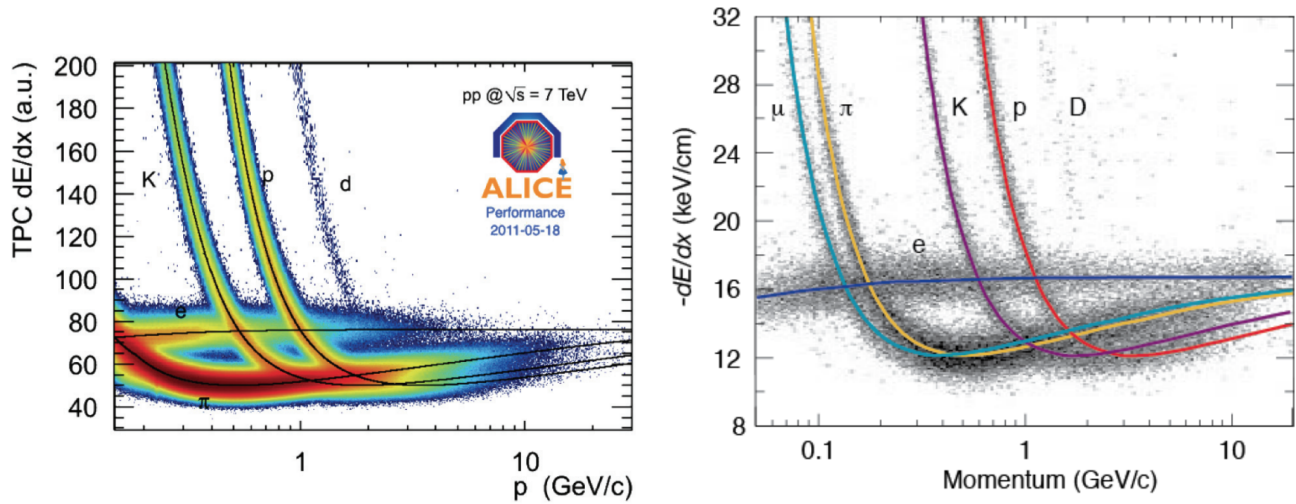 TPC dE/dx (a.u.)
200
180
160
140
120
100
80
60
40
pp @ √s = 7 TeV
ALICE
Performance
2011-05-18
K
p
d
e
π
1
10
p (GeV/c)
-dE/dx (keV/cm)
32
28
24
20
16
12
8
μ
π
K
p
D
e
0.1
1
10
Momentum (GeV/c)